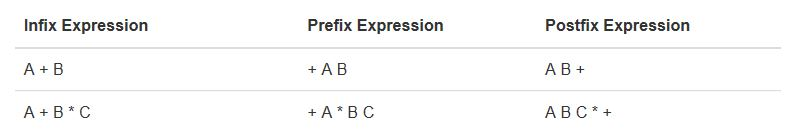 Infix Expression Prefix Expression Postfix Expression
A + B + A B A B +
A + B * C + A * B C A B C * +